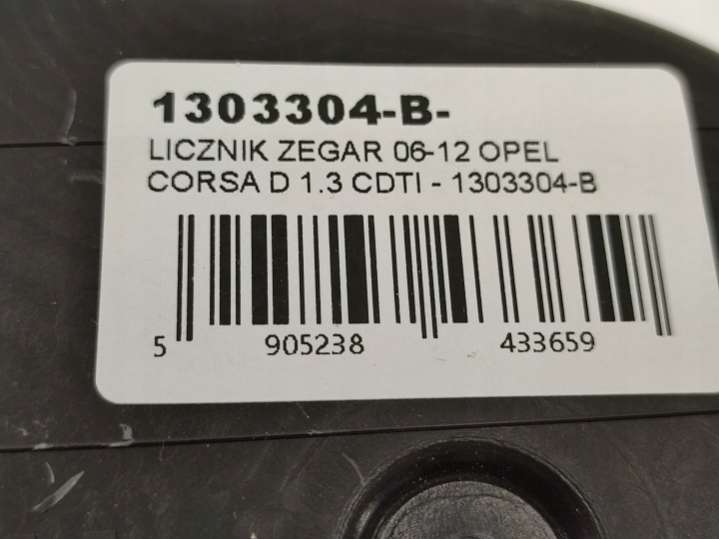 1303304-B-
LICZNIK ZEGAR 06-12 OPEL
CORSA D 1.3 CDTI - 1303304-B
5 905238 433659